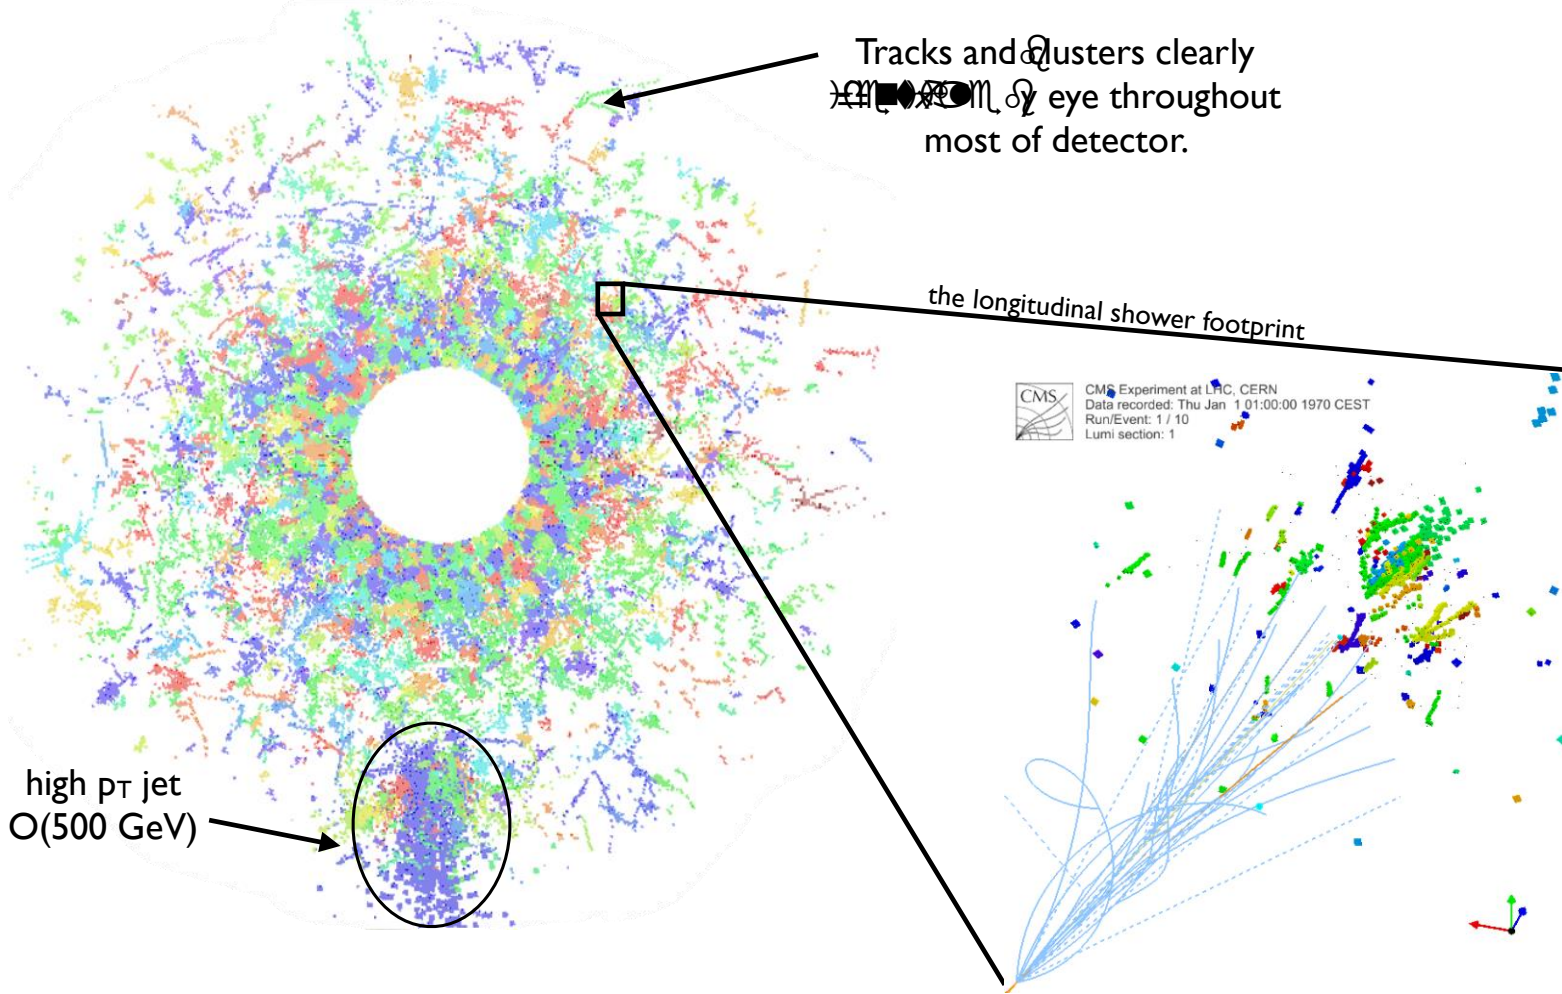 Tracks and clusters clearly
y eye throughout
most of detector.
the longitudinal shower footprint
CMS
CMS Experiment at LHC, CERN
Data recorded: Thu Jan 1 01:00:00 1970 CEST
Run/Event: 1 / 10
Lumi section: 1
high pT jet
O(500 GeV)